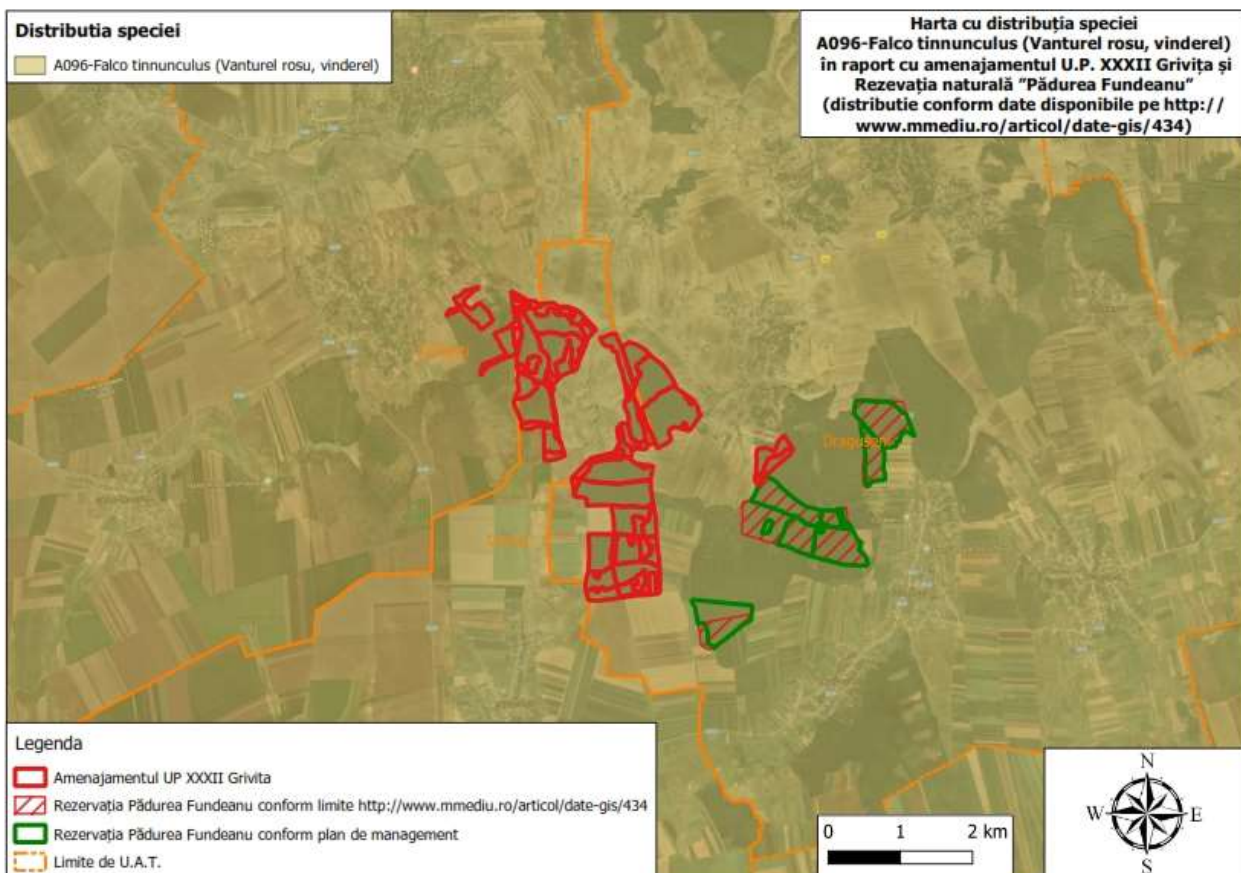 Distributia speciei
A096-Falco tinnunculus (Vanturel rosu, vinderel)
Harta cu distribuția speciei
A096-Falco tinnunculus (Vanturel rosu, vinderel)
în raport cu amenajamentul U.P. XXXII Grivița și
Rezevația naturală "Pădurea Fundeanu"
(distributie conform date disponibile pe http://
www.mmediu.ro/articol/date-gis/434)
Draguseni
Legenda
Amenajamentul UP XXXII Grivita
Rezervația Pădurea Fundeanu conform limite http://www.mmediu.ro/articol/date-gis/434
Rezervația Pădurea Fundeanu conform plan de management
Limite de U.A.T.
0 1 2 km
N
W E
S